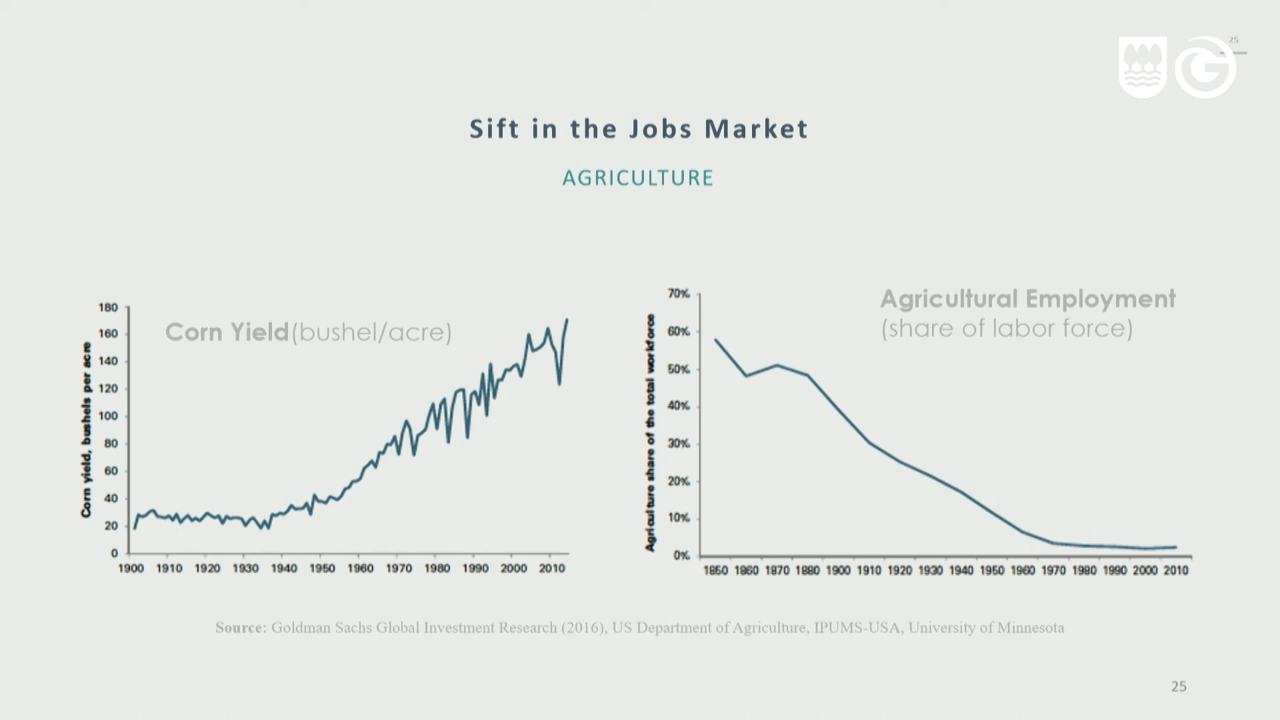 25
Sift in the Jobs Market
AGRICULTURE
Corn Yield(bushel/acre)
Corn yield, bushels per acre
180
160
140
120
100
80
60
40
20
0
1900 1910 1920 1930 1940 1950 1960 1970 1980 1990 2000 2010
Agricultural Employment
(share of labor force)
Agriculture share of the total workforce
70%
60%
50%
40%
30%
20%
10%
0%
1850 1860 1870 1880 1900 1910 1920 1930 1940 1950 1960 1970 1980 1990 2000 2010
Source: Goldman Sachs Global Investment Research (2016), US Department of Agriculture, IPUMS-USA, University of Minnesota
25